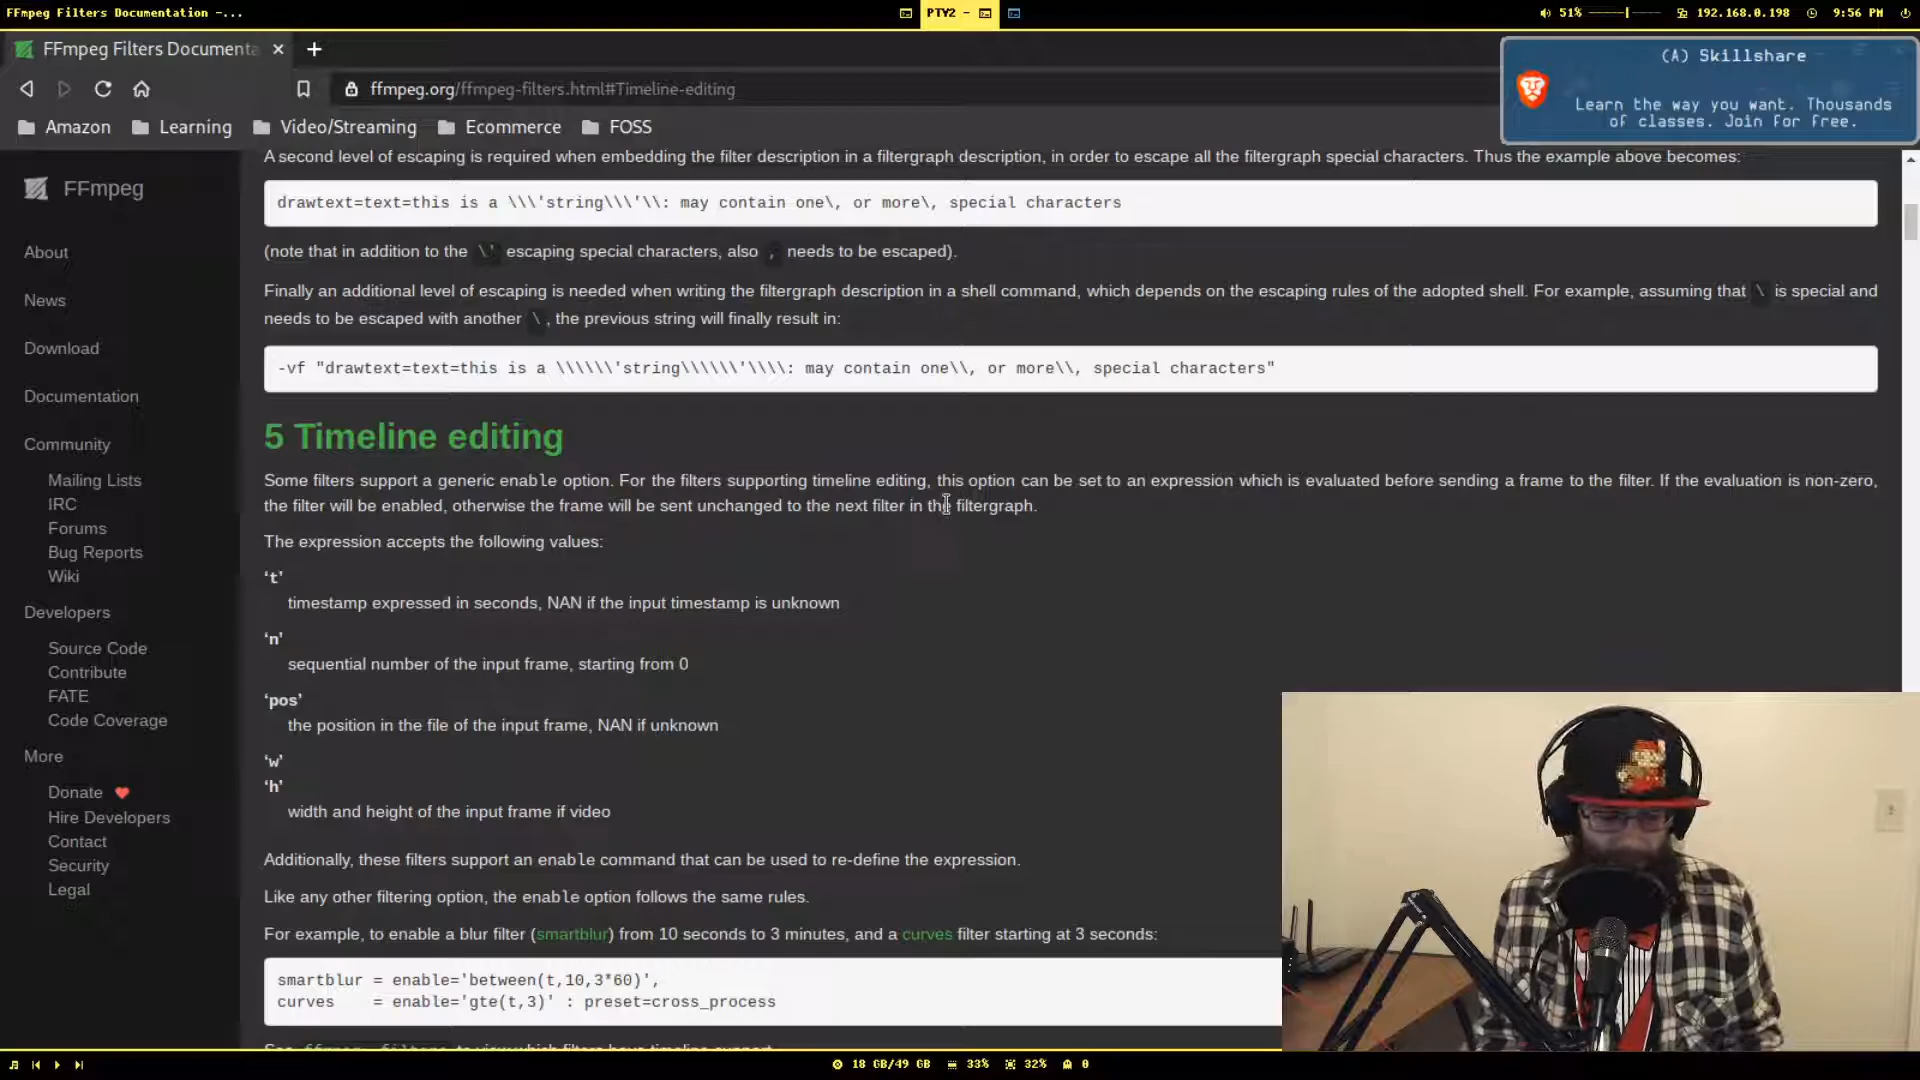 FFmpeg Filters Documentation -...
PTY2 -
51%
192.168.0.198
9:56 PM
FFmpeg Filters Documenta
(A) Skillshare
Learn the way you want. Thousands
of classes. Join for free.
ffmpeg.org/ffmpeg-filters.html#Timeline-editing
Amazon
Learning
Video/Streaming
Ecommerce
FOSS
FFmpeg
About
News
Download
Documentation
Community
Mailing Lists
IRC
Forums
Bug Reports
Wiki
Developers
Source Code
Contribute
FATE
Code Coverage
More
Donate
Hire Developers
Contact
Security
Legal
A second level of escaping is required when embedding the filter description in a filtergraph description, in order to escape all the filtergraph special characters. Thus the example above becomes:
drawtext=text=this is a \\\'string\\\'\\: may contain one\, or more\, special characters
(note that in addition to the \' escaping special characters, also , needs to be escaped).
Finally an additional level of escaping is needed when writing the filtergraph description in a shell command, which depends on the escaping rules of the adopted shell. For example, assuming that \ is special and
needs to be escaped with another \ , the previous string will finally result in:
-vf "drawtext=text=this is a \\\\\\'string\\\\\\'\\\\: may contain one\\, or more\\, special characters"
5 Timeline editing
Some filters support a generic enable option. For the filters supporting timeline editing, this option can be set to an expression which is evaluated before sending a frame to the filter. If the evaluation is non-zero,
the filter will be enabled, otherwise the frame will be sent unchanged to the next filter in the filtergraph.
The expression accepts the following values:
‘t’
timestamp expressed in seconds, NAN if the input timestamp is unknown
‘n’
sequential number of the input frame, starting from 0
‘pos’
the position in the file of the input frame, NAN if unknown
‘w’
‘h’
width and height of the input frame if video
Additionally, these filters support an enable command that can be used to re-define the expression.
Like any other filtering option, the enable option follows the same rules.
For example, to enable a blur filter (smartblur) from 10 seconds to 3 minutes, and a curves filter starting at 3 seconds:
smartblur = enable='between(t,10,3*60)',
curves    = enable='gte(t,3)' : preset=cross_process
See ffmpeg -filters to view which filters have timeline support.
18 GB/49 GB
33%
32%
0